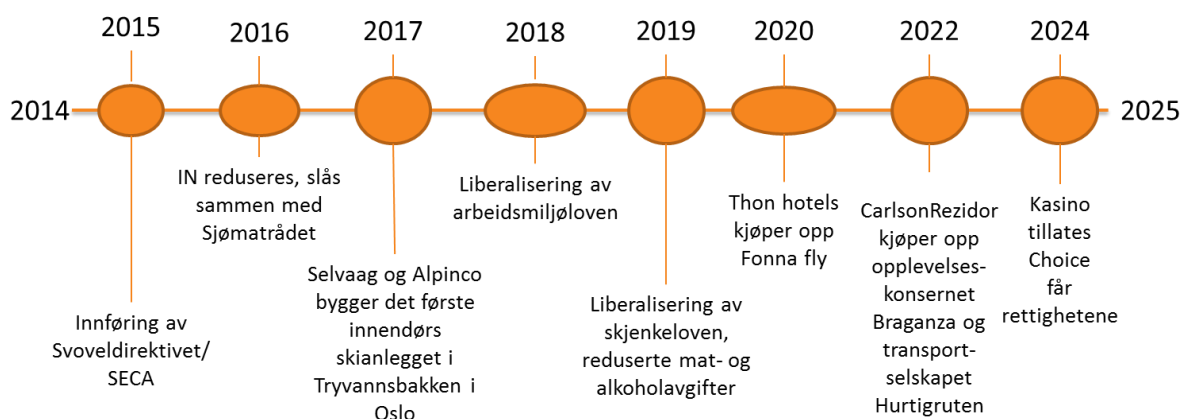 2014
2015
Innføring av
Svoveldirektivet/
SECA
2016
IN reduseres, slås
sammen med
Sjømatrådet
2017
Selvaag og Alpinco
bygger det første
innendørs
skianlegget i
Tryvannsbakken i
Oslo
2018
Liberalisering av
arbeidsmiljøloven
2019
Liberalisering av
skjenkeloven,
reduserte mat- og
alkoholavgifter
2020
Thon hotels
kjøper opp
Fonna fly
2022
CarlsonRezidor
kjøper opp
opplevelses-
konsernet
Braganza og
transport-
selskapet
Hurtigruten
2024
Kasino
tillates
Choice
får
rettighetene
2025